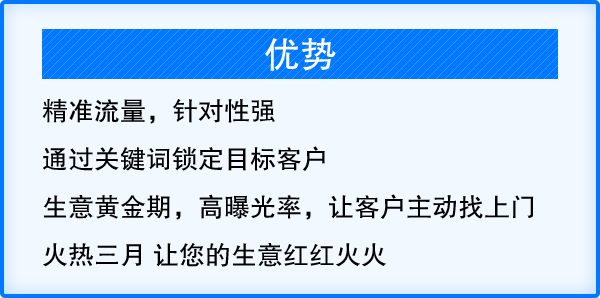 优势
精准流量，针对性强
通过关键词锁定目标客户
生意黄金期，高曝光率，让客户主动找上门
火热三月 让您的生意红红火火